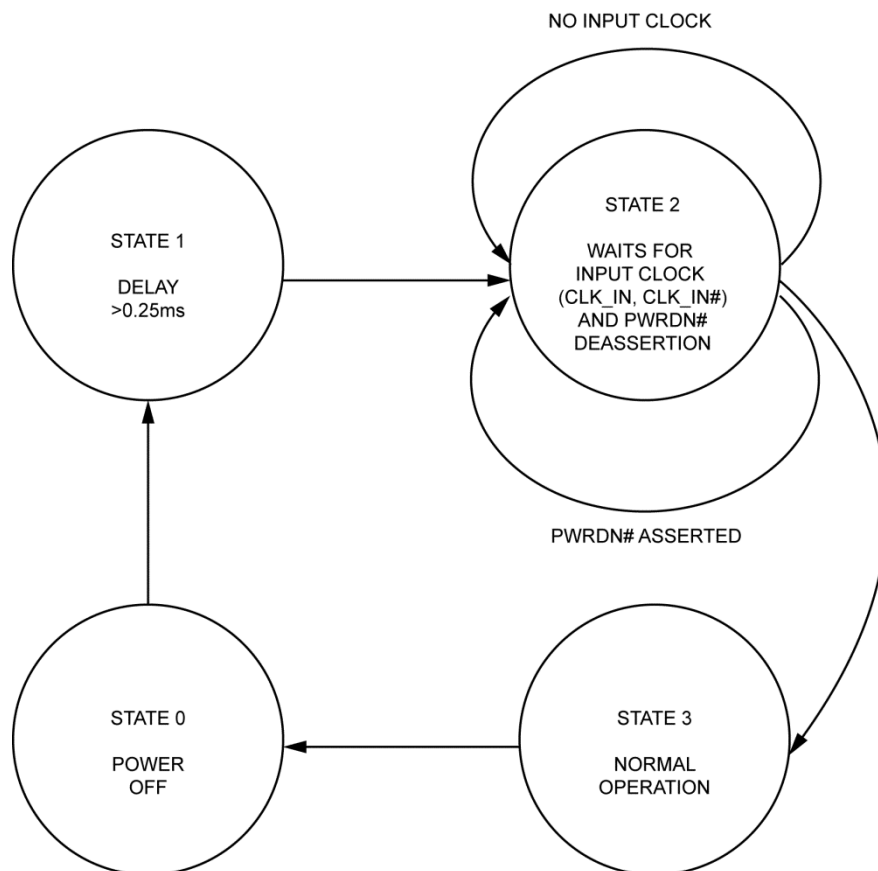 NO INPUT CLOCK
STATE 1
DELAY
>0.25ms
STATE 2
WAITS FOR
INPUT CLOCK
(CLK_IN, CLK_IN#)
AND PWRDN#
DEASSERTION
PWRDN# ASSERTED
STATE 0
POWER
OFF
STATE 3
NORMAL
OPERATION